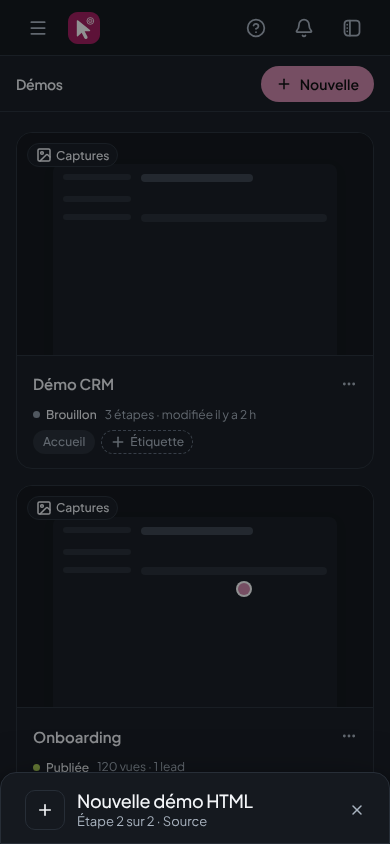 Démos
Nouvelle
Captures
Démo CRM
Brouillon 3 étapes · modifiée il y a 2 h
Accueil
Étiquette
Captures
Onboarding
Publiée 120 vues · 1 lead
Nouvelle démo HTML
Étape 2 sur 2 · Source